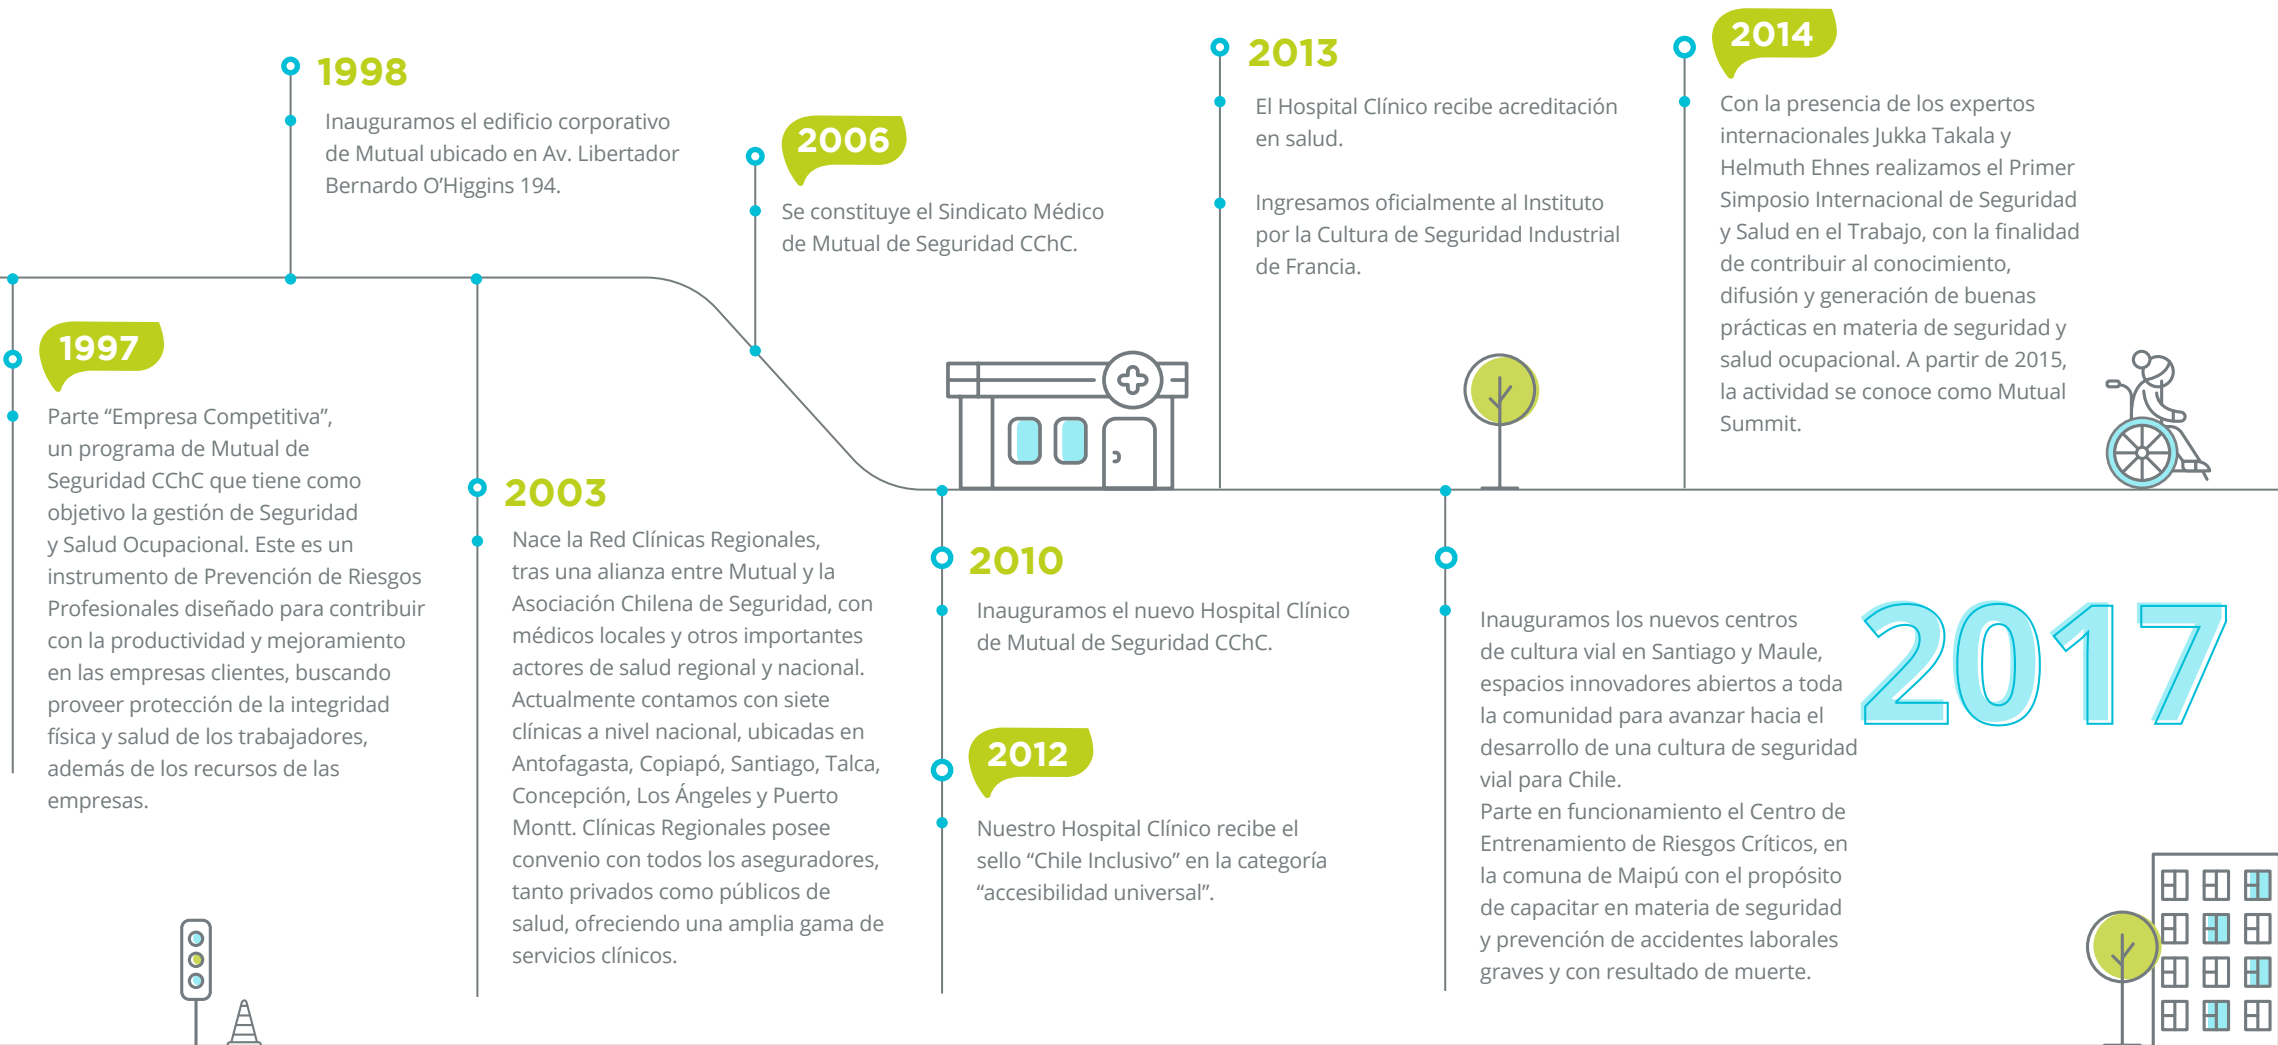 1997
Parte “Empresa Competitiva”,
un programa de Mutual de
Seguridad CChC que tiene como
objetivo la gestión de Seguridad
y Salud Ocupacional. Este es un
instrumento de Prevención de Riesgos
Profesionales diseñado para contribuir
con la productividad y mejoramiento
en las empresas clientes, buscando
proveer protección de la integridad
física y salud de los trabajadores,
además de los recursos de las
empresas.
1998
Inauguramos el edificio corporativo
de Mutual ubicado en Av. Libertador
Bernardo O’Higgins 194.
2003
Nace la Red Clínicas Regionales,
tras una alianza entre Mutual y la
Asociación Chilena de Seguridad, con
médicos locales y otros importantes
actores de salud regional y nacional.
Actualmente contamos con siete
clínicas a nivel nacional, ubicadas en
Antofagasta, Copiapó, Santiago, Talca,
Concepción, Los Ángeles y Puerto
Montt. Clínicas Regionales posee
convenio con todos los aseguradores,
tanto privados como públicos de
salud, ofreciendo una amplia gama de
servicios clínicos.
2006
Se constituye el Sindicato Médico
de Mutual de Seguridad CChC.
2010
Inauguramos el nuevo Hospital Clínico
de Mutual de Seguridad CChC.
2012
Nuestro Hospital Clínico recibe el
sello “Chile Inclusivo” en la categoría
“accesibilidad universal”.
2013
El Hospital Clínico recibe acreditación
en salud.
Ingresamos oficialmente al Instituto
por la Cultura de Seguridad Industrial
de Francia.
2014
Con la presencia de los expertos
internacionales Jukka Takala y
Helmuth Ehnes realizamos el Primer
Simposio Internacional de Seguridad
y Salud en el Trabajo, con la finalidad
de contribuir al conocimiento,
difusión y generación de buenas
prácticas en materia de seguridad y
salud ocupacional. A partir de 2015,
la actividad se conoce como Mutual
Summit.
2017
Inauguramos los nuevos centros
de cultura vial en Santiago y Maule,
espacios innovadores abiertos a toda
la comunidad para avanzar hacia el
desarrollo de una cultura de seguridad
vial para Chile.
Parte en funcionamiento el Centro de
Entrenamiento de Riesgos Críticos, en
la comuna de Maipú con el propósito
de capacitar en materia de seguridad
y prevención de accidentes laborales
graves y con resultado de muerte.